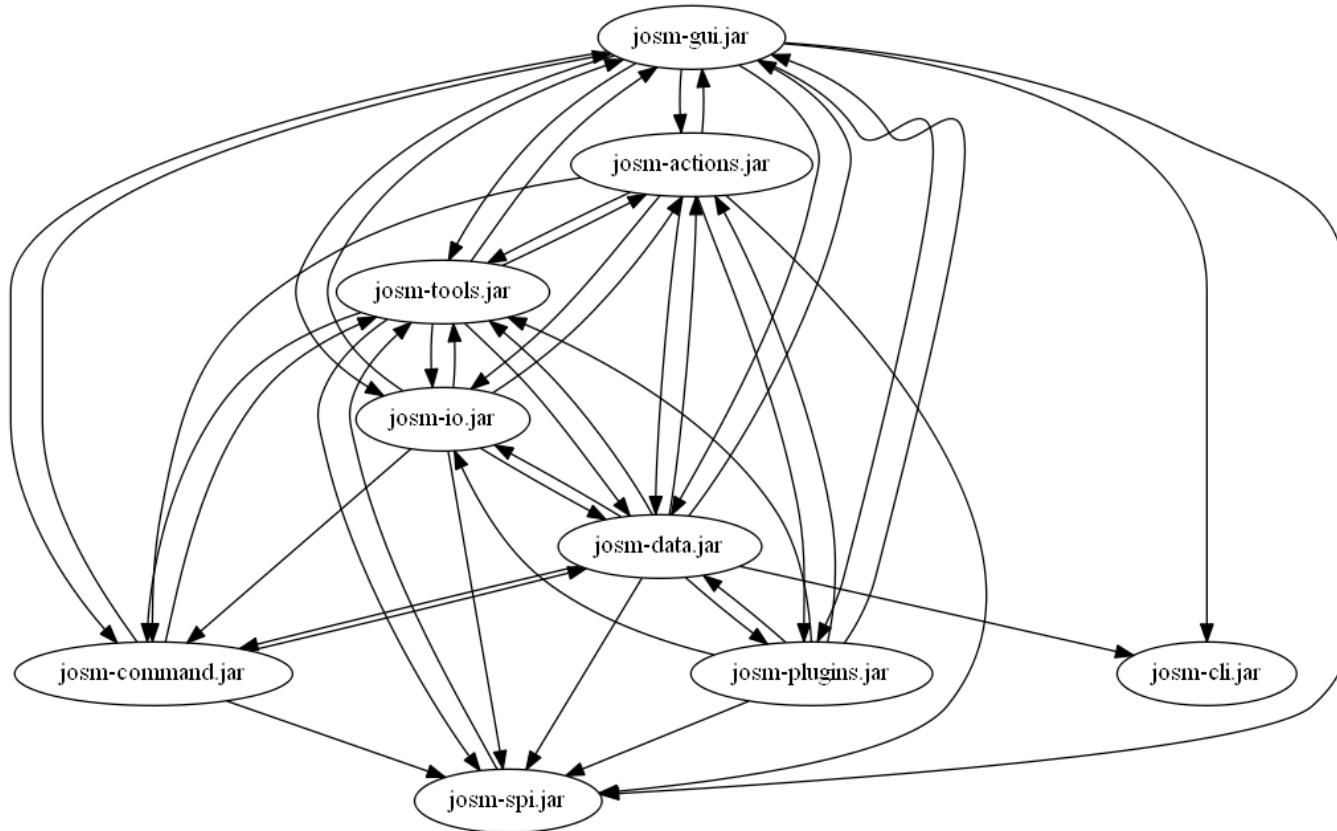 josm-gui.jar
josm-actions.jar
josm-tools.jar
josm-io.jar
josm-data.jar
josm-command.jar
josm-plugins.jar
josm-cli.jar
josm-spi.jar